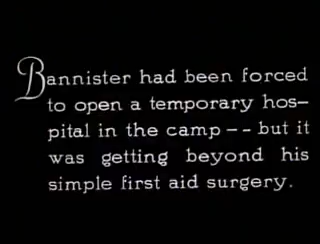 Bannister had been forced
to open a temporary hos-
pital in the camp -- but it
was getting beyond his
simple first aid surgery.